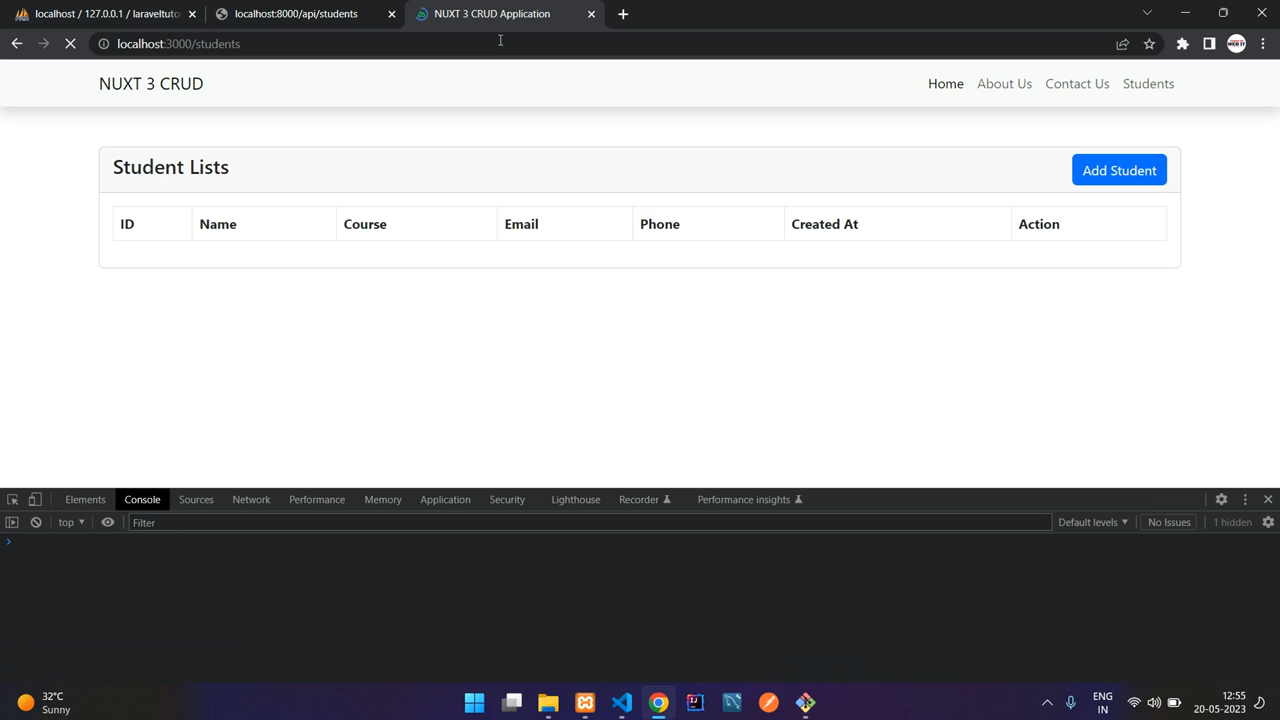 localhost / 127.0.0.1 / laraveltuto
localhost:8000/api/students
NUXT 3 CRUD Application
localhost:3000/students
NUXT 3 CRUD
Home
About Us
Contact Us
Students
Student Lists
Add Student
ID
Name
Course
Email
Phone
Created At
Action
Elements
Console
Sources
Network
Performance
Memory
Application
Security
Lighthouse
Recorder
Performance insights
top
Filter
Default levels
No Issues
1 hidden
32°C
Sunny
ENG
IN
12:55
20-05-2023